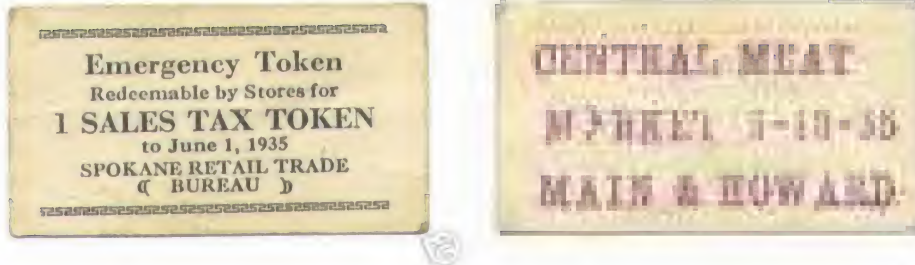 Emergency Token
Redeemable by Stores for
1 SALES TAX TOKEN
to June 1, 1935
SPOKANE RETAIL TRADE
BUREAU
CENTRAL MEAT
MARKET
MAIN & HOWARD